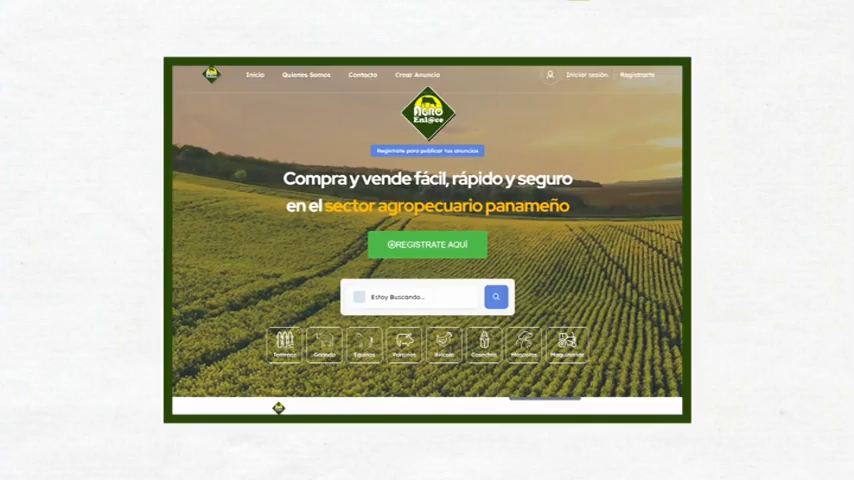 Inicio Quienes Somos Contacto Crear Anuncio Iniciar sesión Registrarte
AGRO
Enl@ce
Registrate para publicar tus anuncios
Compra y vende fácil, rápido y seguro
en el sector agropecuario panameño
REGISTRATE AQUÍ
Estoy Buscando...
Terrenos Ganado Equinos Porcinos Avícola Cosechas Mascotas Maquinarias